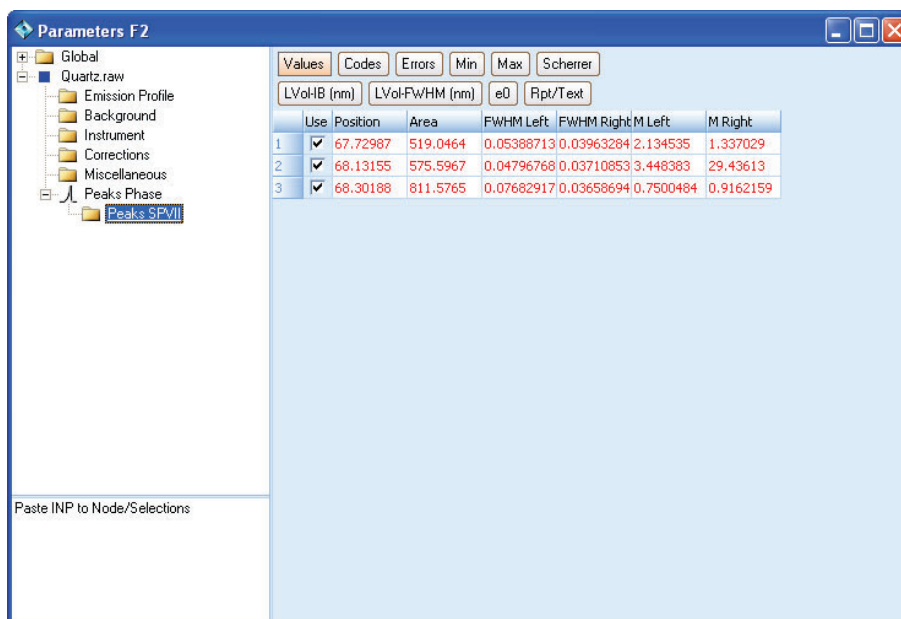 Parameters F2
Global
Quartz.raw
Emission Profile
Background
Instrument
Corrections
Miscellaneous
Peaks Phase
Peaks SPVII
Paste INP to Node/Selections
Values Codes Errors Min Max Scherrer
LVol-IB (nm) LVol-FWHM (nm) e0 Rpt/Text
Use Position Area FWHM Left FWHM Right M Left M Right
1 67.72987 519.0464 0.05388713 0.03963284 2.134535 1.337029
2 68.13155 575.5967 0.04796768 0.03710853 3.448383 29.43613
3 68.30188 811.5765 0.07682917 0.03658694 0.7500484 0.9162159